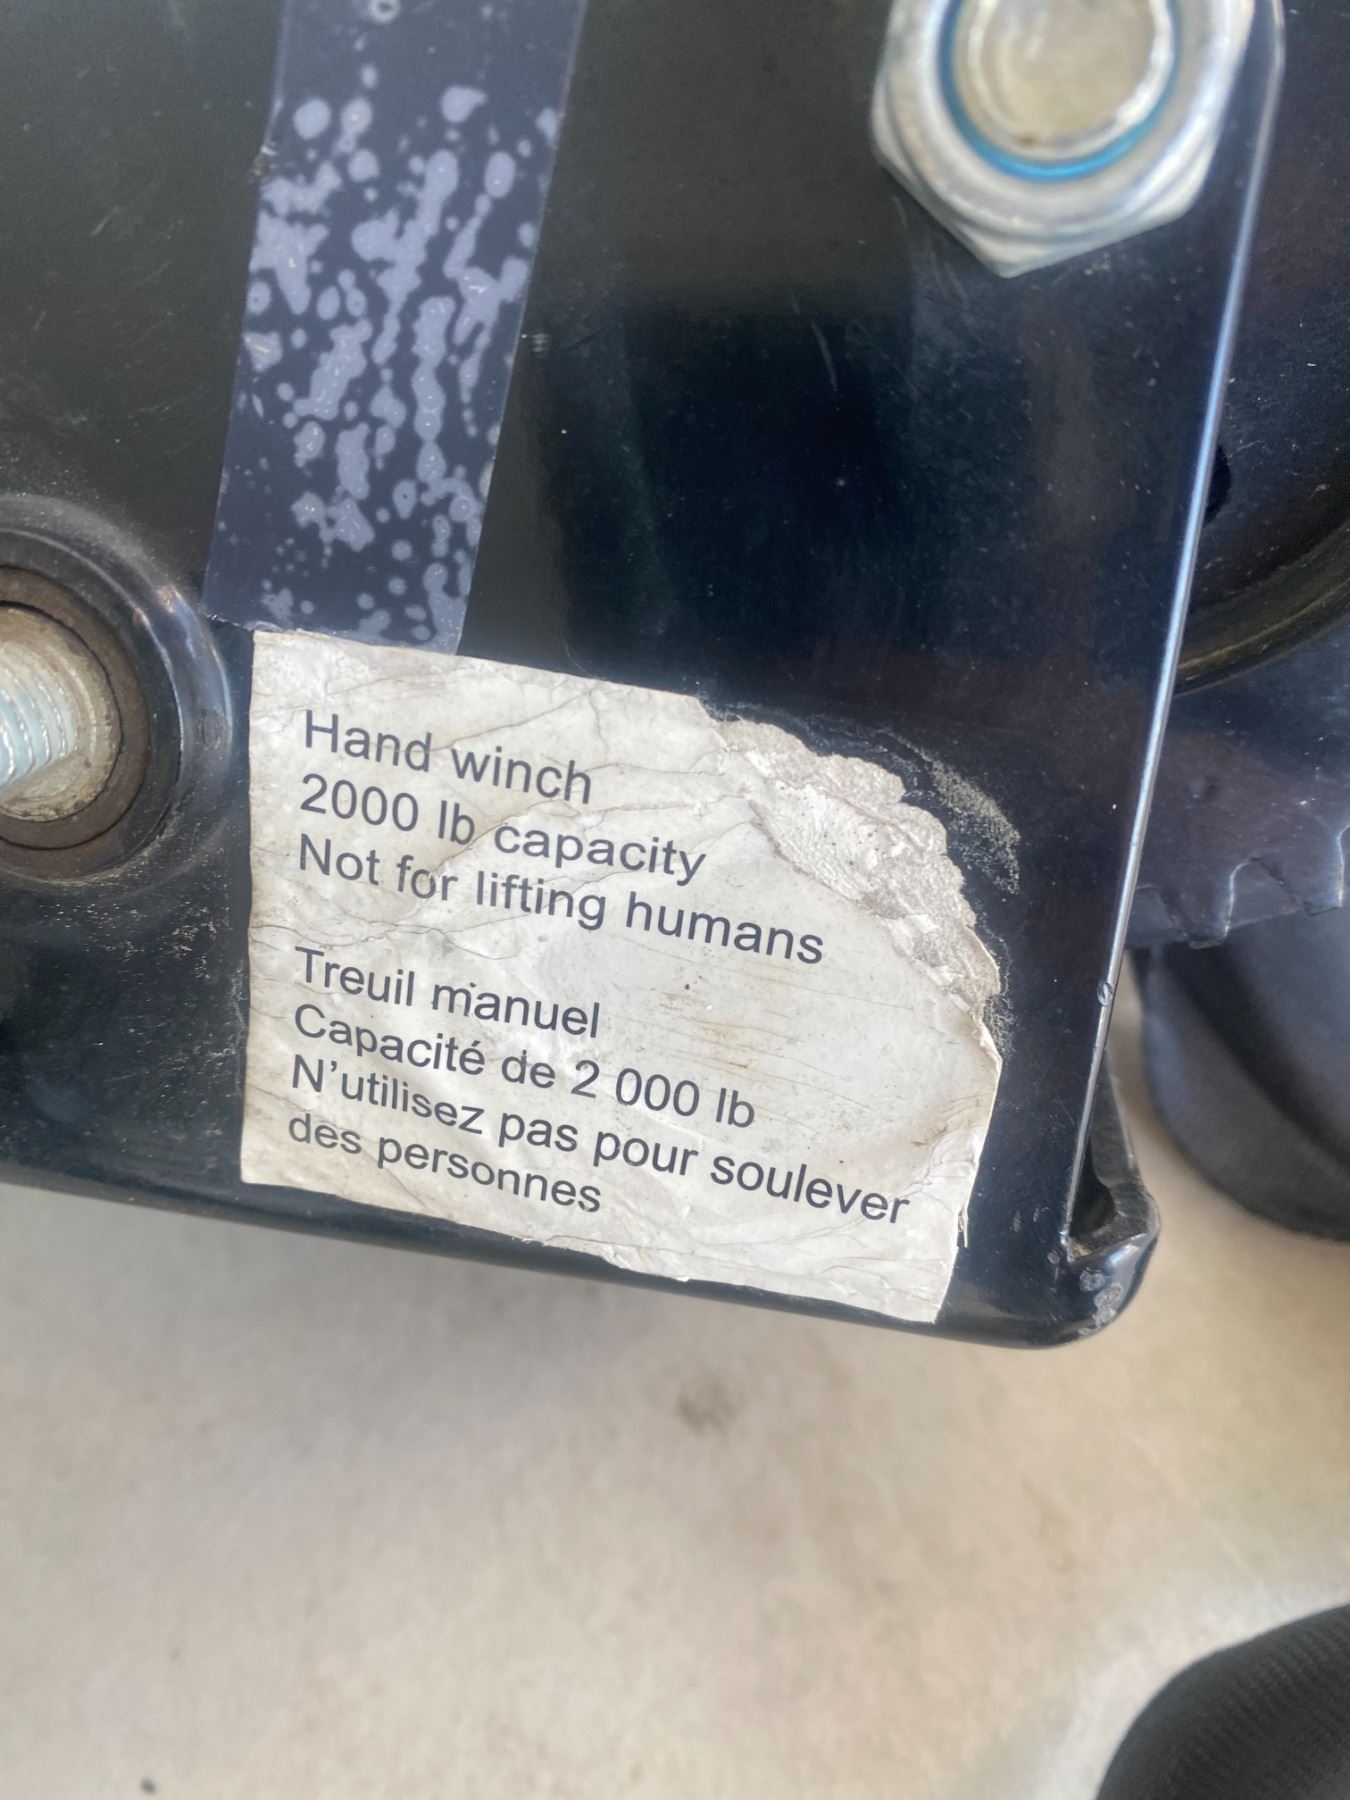 Hand winch
2000 lb capacity
Not for lifting humans
Treuil manuel
Capacité de 2 000 lb
N'utilisez pas pour soulever
des personnes